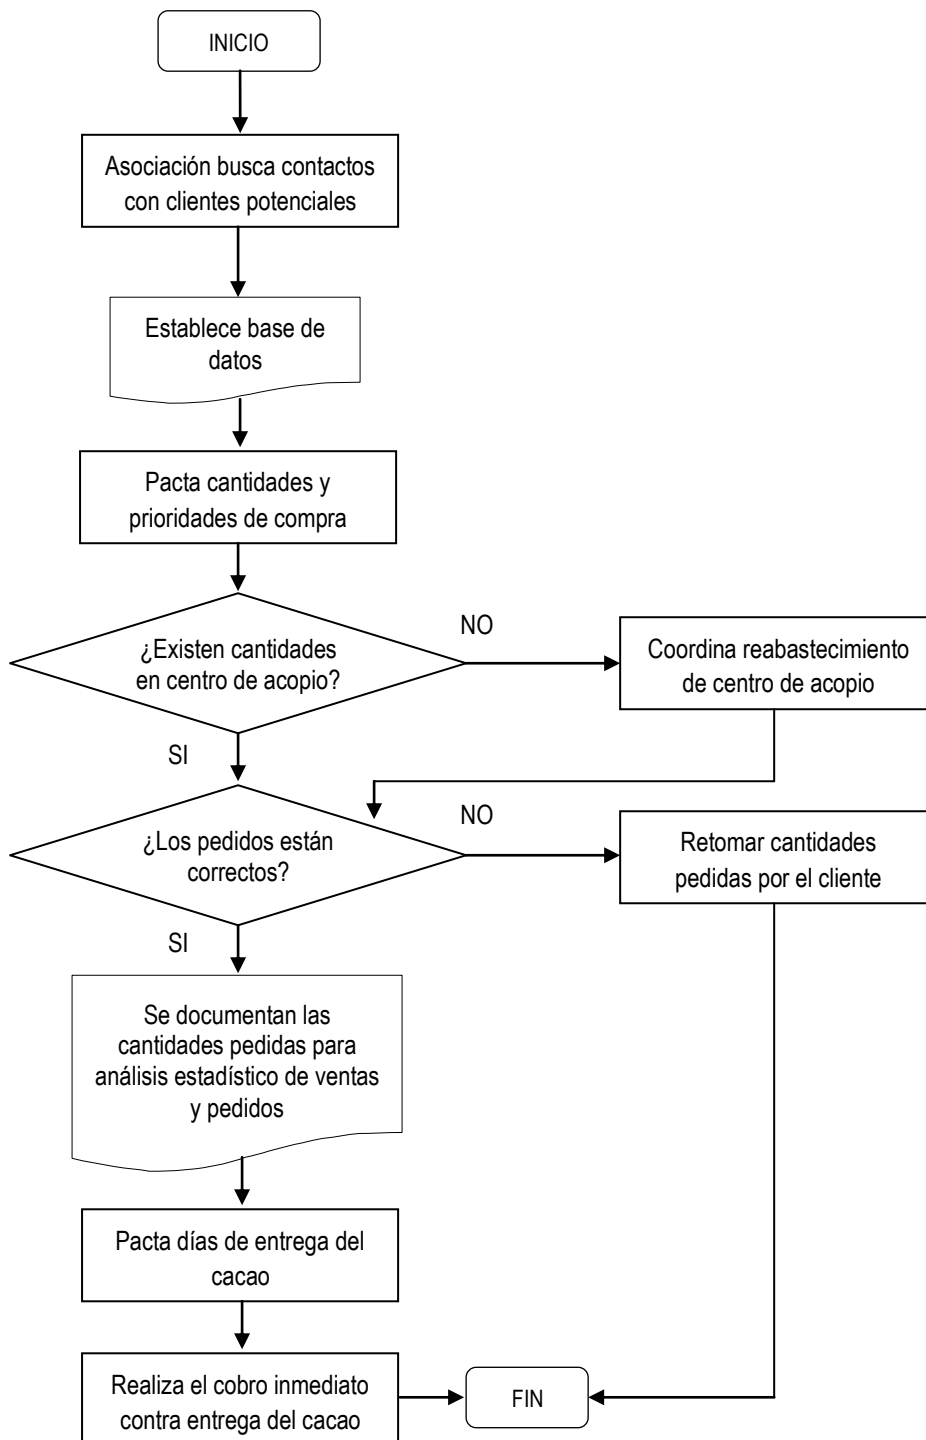 INICIO
Asociación busca contactos
con clientes potenciales
Establece base de
datos
Pacta cantidades y
prioridades de compra
¿Existen cantidades
en centro de acopio?
NO
Coordina reabastecimiento
de centro de acopio
SI
¿Los pedidos están
correctos?
NO
Retomar cantidades
pedidas por el cliente
SI
Se documentan las
cantidades pedidas para
análisis estadístico de ventas
y pedidos
Pacta días de entrega del
cacao
Realiza el cobro inmediato
contra entrega del cacao
FIN